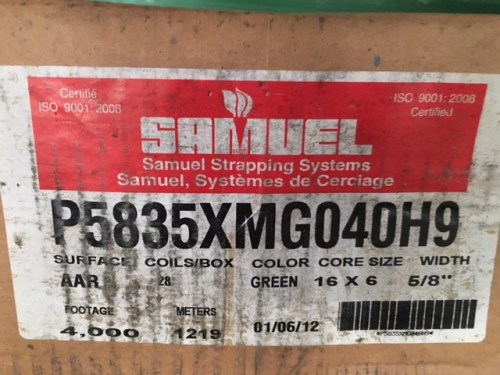 Certifié
ISO 9001:2008
ISO 9001:2008
Certified
SAMUEL
Samuel Strapping Systems
Samuel, Systèmes de Cerclage
P5835XMG040H9
SURFACE COILS/BOX COLOR CORE SIZE WIDTH
AAR 28 GREEN 16 X 6 5/8"
FOOTAGE METERS
4,000 1219 01/06/12
*P5835XMG040H9*